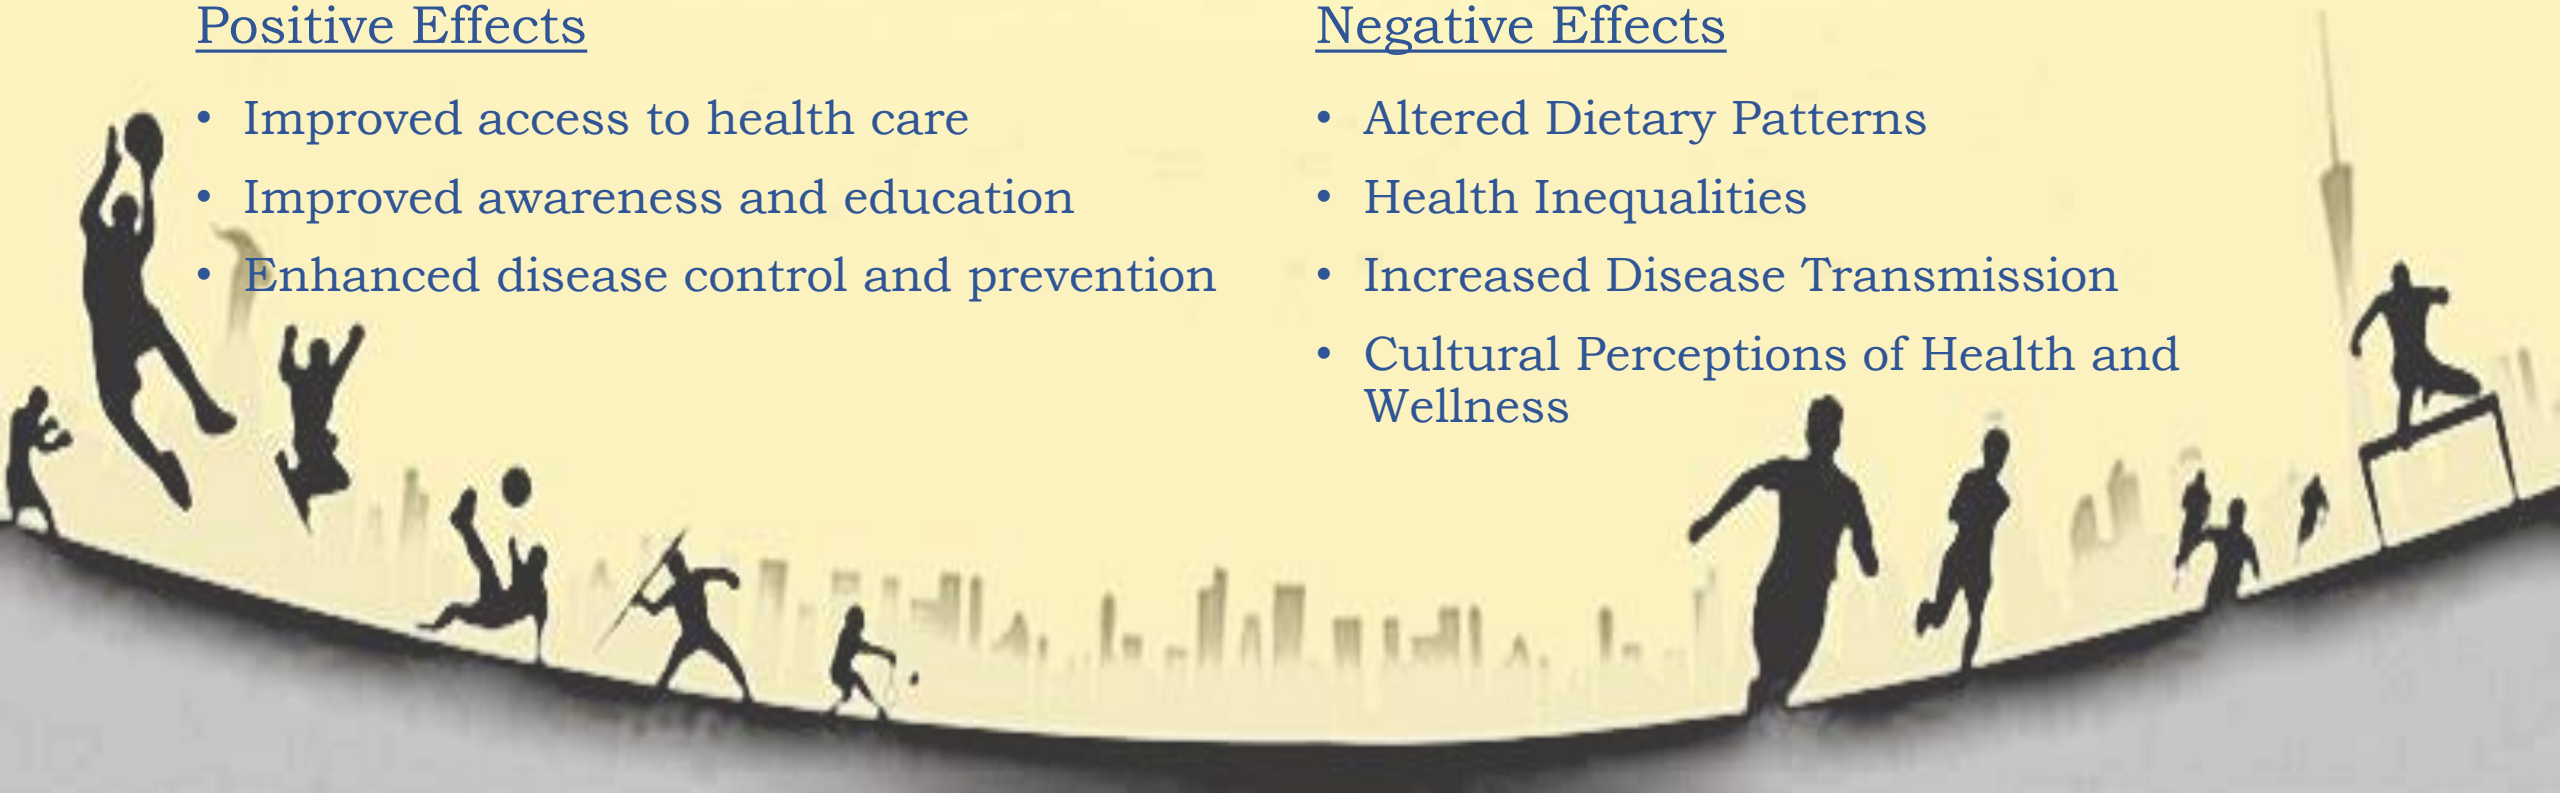 Positive Effects
• Improved access to health care
• Improved awareness and education
• Enhanced disease control and prevention
Negative Effects
• Altered Dietary Patterns
• Health Inequalities
• Increased Disease Transmission
• Cultural Perceptions of Health and
Wellness